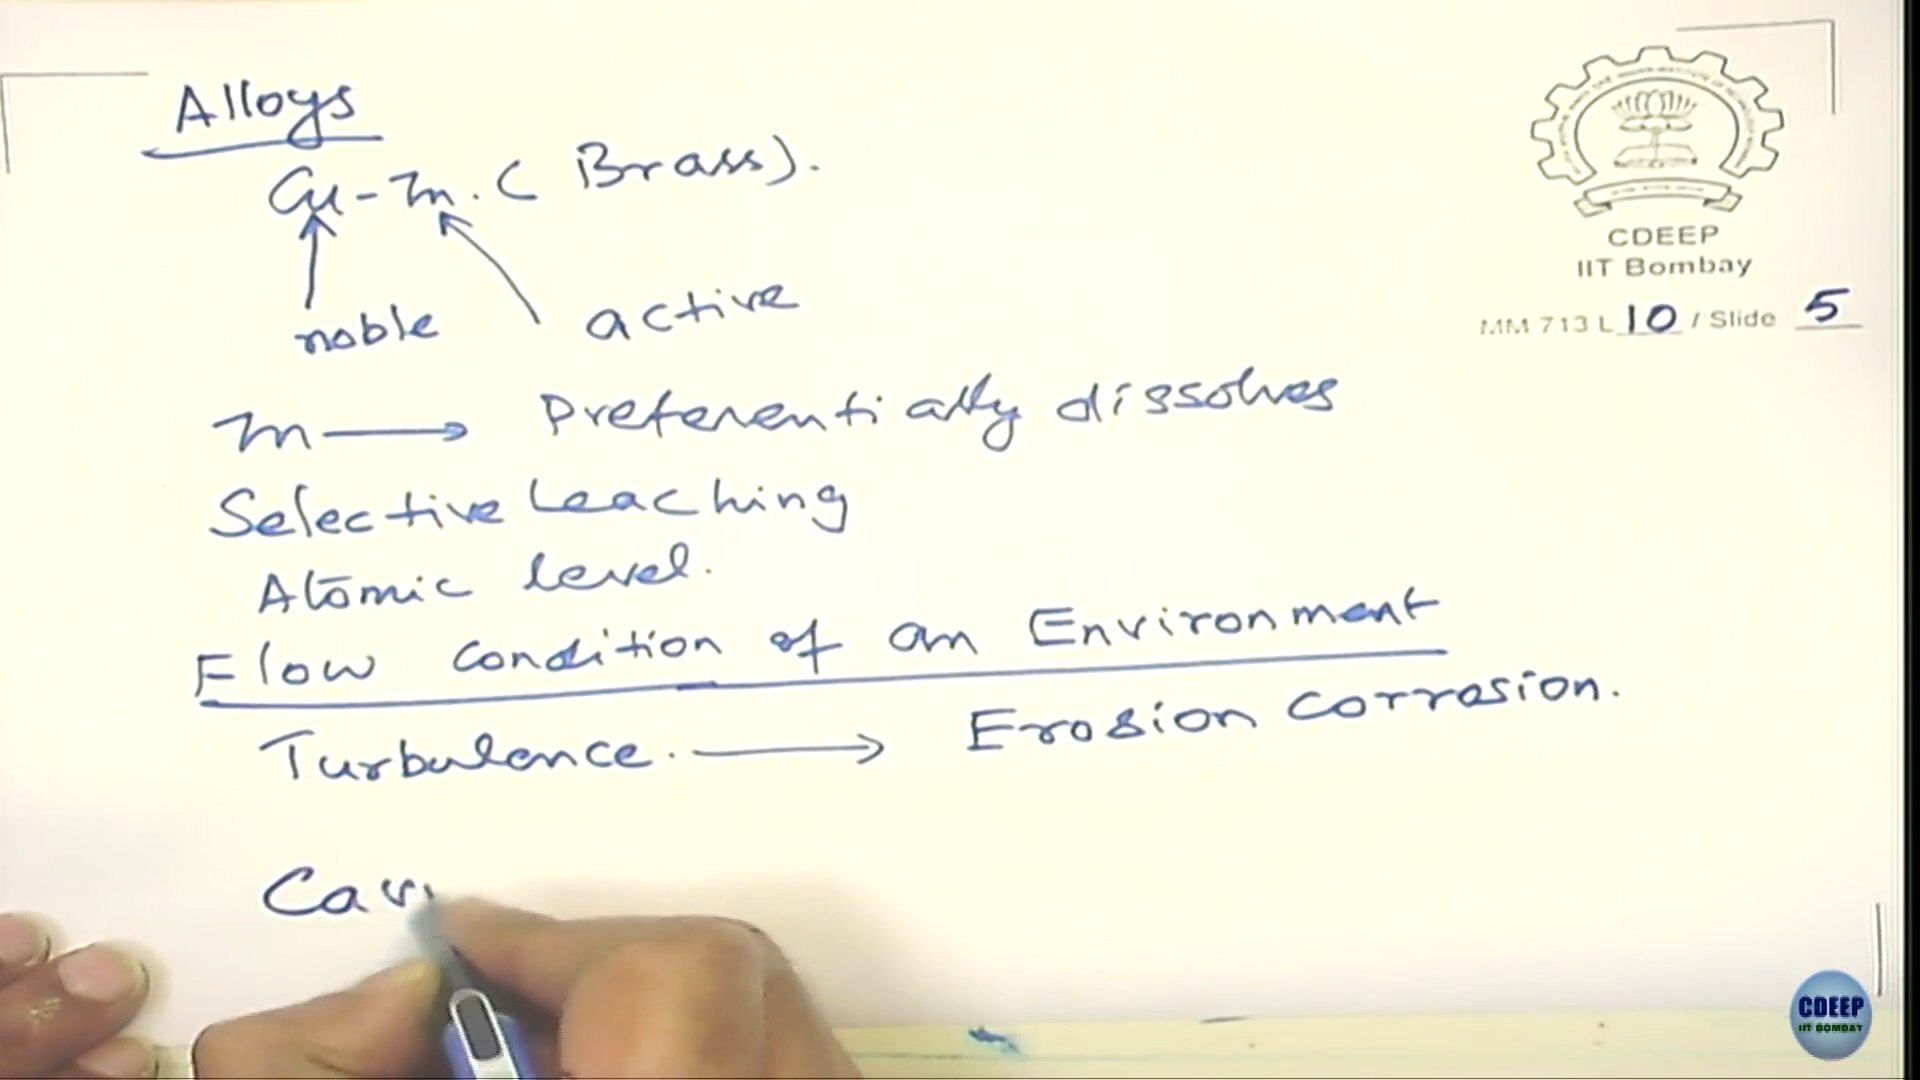 Alloys
Cu-Zn. (Brass).
noble active
Zn → Preferentially dissolves
Selective Leaching
Atomic level.
Flow condition of an Environment
Turbulence. → Erosion corrosion.
Cavi
CDEEP
IIT Bombay
MM 713 L 10 / Slide 5
CDEEP
IIT BOMBAY